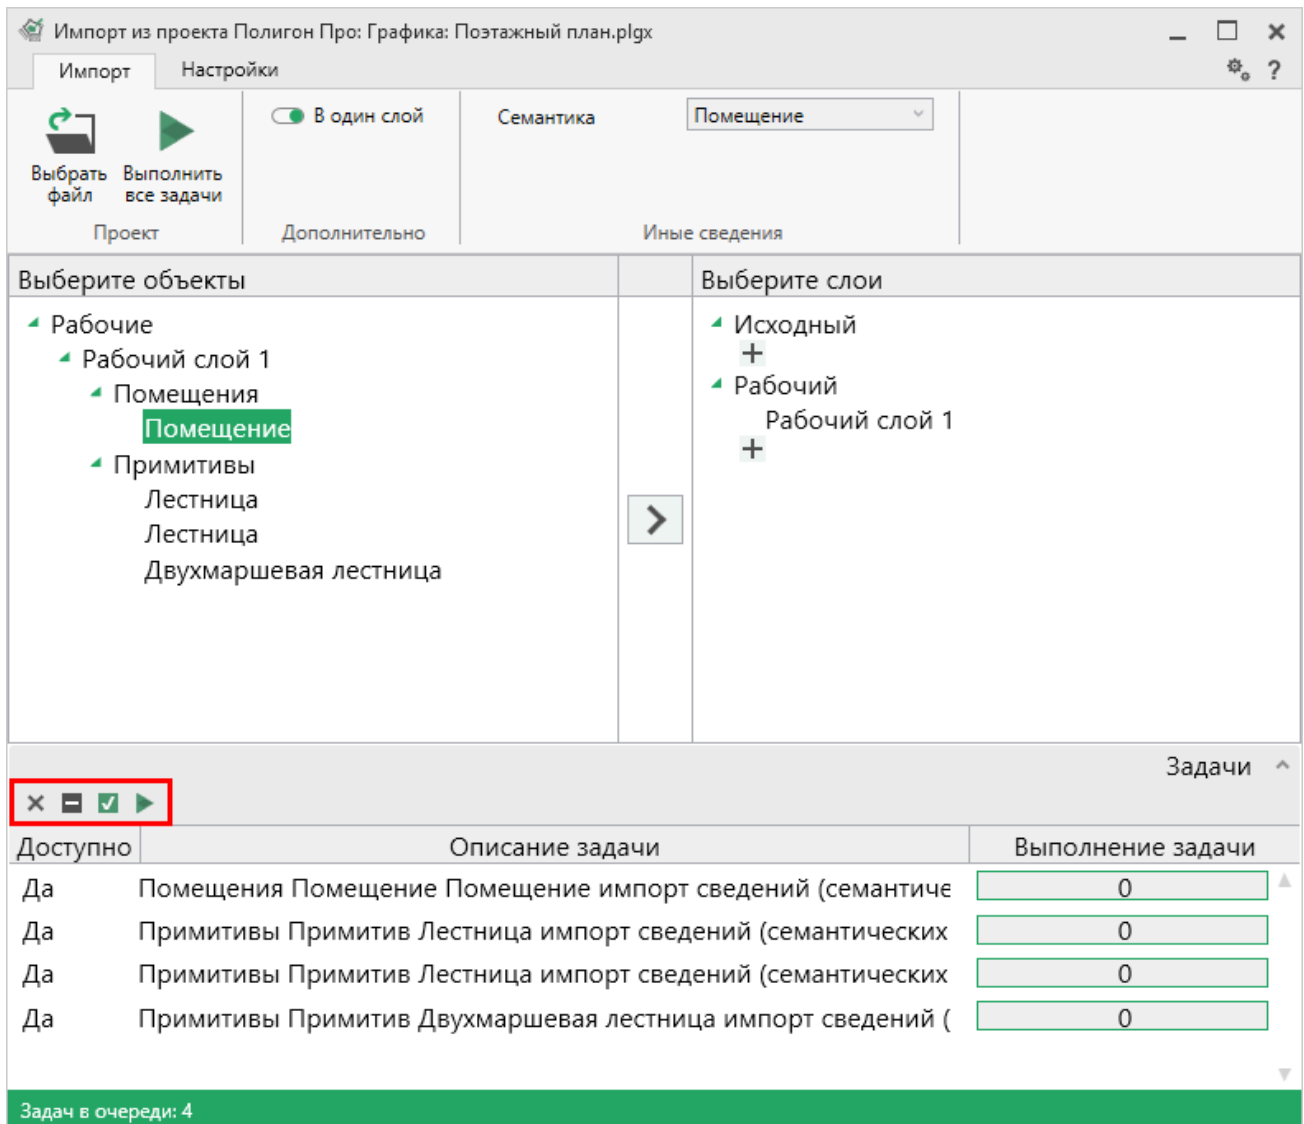 Импорт из проекта Полигон Про: Графика: Поэтажный план.plgx
Импорт Настройки ?
В один слой Семантика Помещение
Выбрать файл
Выполнить все задачи
Проект Дополнительно Иные сведения
Выберите объекты Выберите слои
Рабочие
Рабочий слой 1
Помещения
Помещение
Примитивы
Лестница
Лестница
Двухмаршевая лестница
Исходный
Рабочий
Рабочий слой 1
Задачи
Доступно Описание задачи Выполнение задачи
Да Помещения Помещение Помещение импорт сведений (семантиче 0
Да Примитивы Примитив Лестница импорт сведений (семантических 0
Да Примитивы Примитив Лестница импорт сведений (семантических 0
Да Примитивы Примитив Двухмаршевая лестница импорт сведений ( 0
Задач в очереди: 4